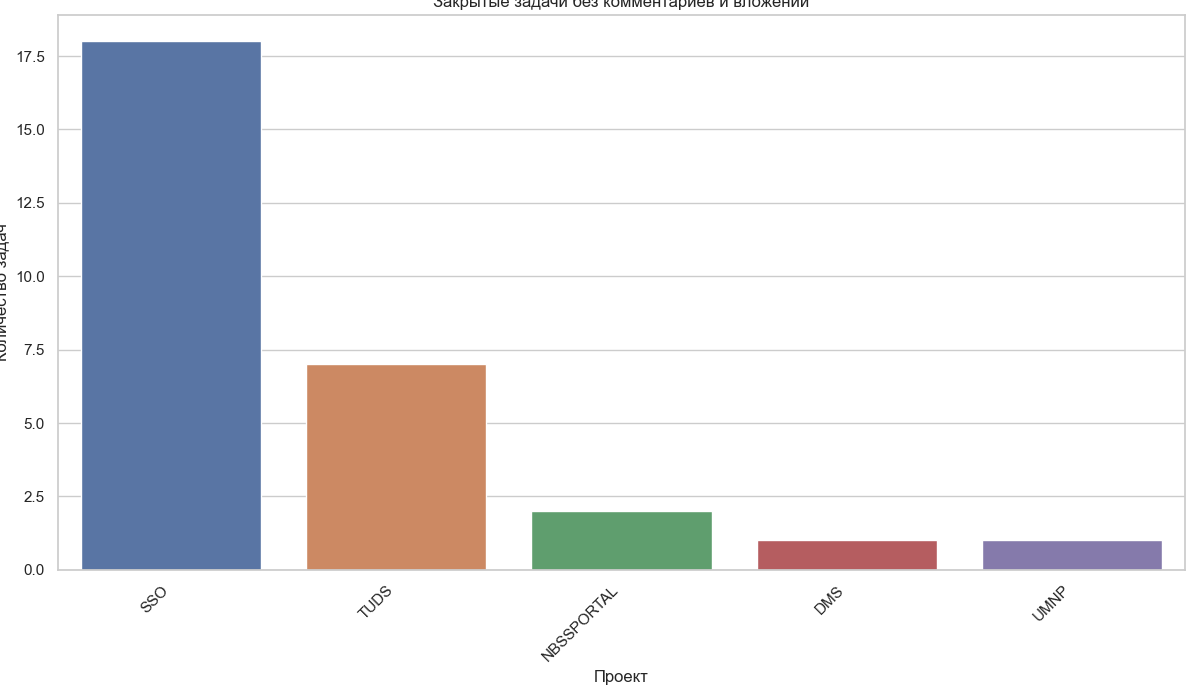 Закрытые задачи без комментариев и вложений
Количество задач
17.5
15.0
12.5
10.0
7.5
5.0
2.5
0.0
SSO
TUDS
NBSSPORTAL
DMS
UMNP
Проект